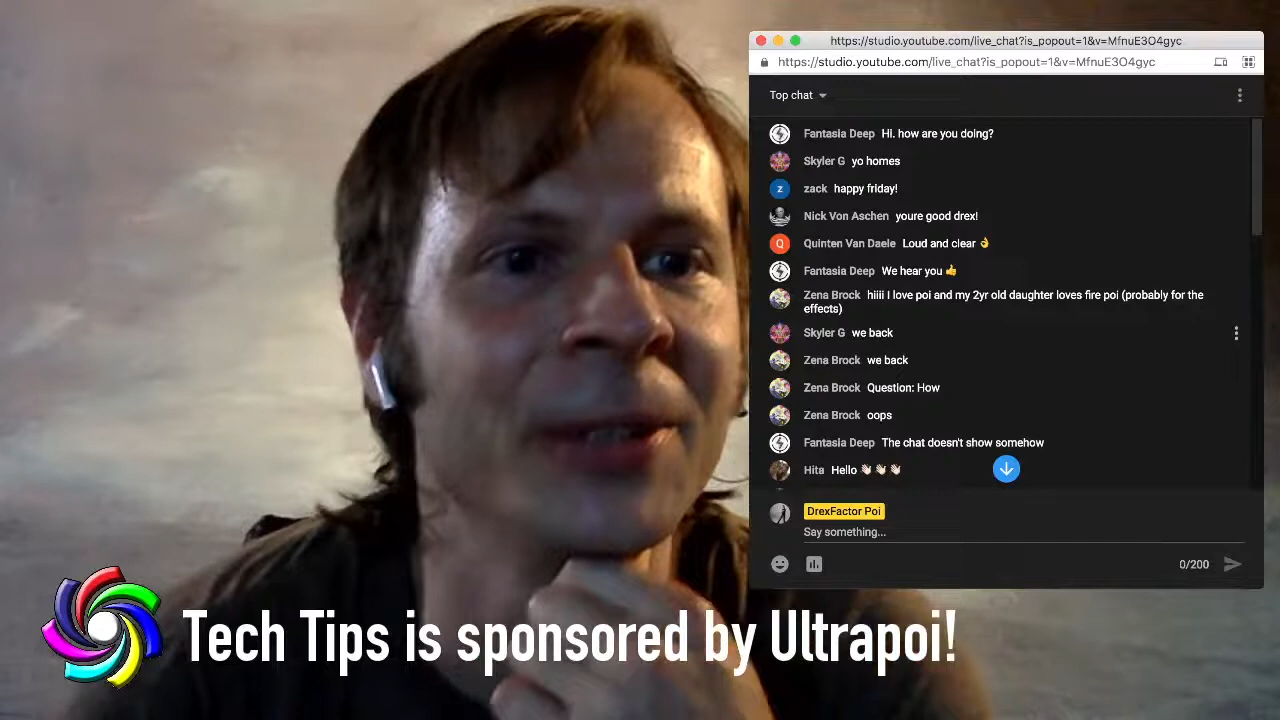 https://studio.youtube.com/live_chat?is_popout=1&v=MfnuE3O4gyc
https://studio.youtube.com/live_chat?is_popout=1&v=MfnuE3O4gyc
Top chat
Fantasia Deep Hi. how are you doing?
Skyler G yo homes
z zack happy friday!
Nick Von Aschen youre good drex!
Q Quinten Van Daele Loud and clear 👌
Fantasia Deep We hear you 👍
Zena Brock hiiii I love poi and my 2yr old daughter loves fire poi (probably for the
effects)
Skyler G we back
Zena Brock we back
Zena Brock Question: How
Zena Brock oops
Fantasia Deep The chat doesn't show somehow
Hita Hello 👋🏻👋🏻👋🏻
DrexFactor Poi
Say something...
0/200
Tech Tips is sponsored by Ultrapoi!